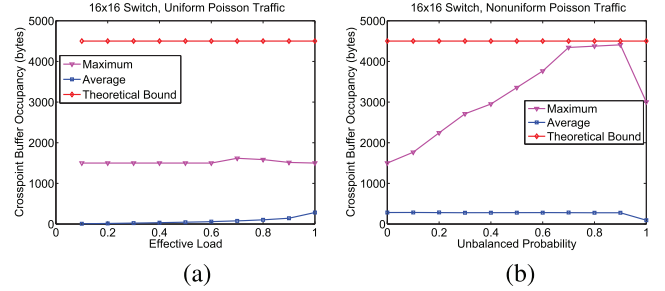 16x16 Switch, Uniform Poisson Traffic
Crosspoint Buffer Occupancy (bytes)
5000
4000
3000
2000
1000
0
Maximum
Average
Theoretical Bound
0 0.2 0.4 0.6 0.8 1
Effective Load
(a)
16x16 Switch, Nonuniform Poisson Traffic
Crosspoint Buffer Occupancy (bytes)
5000
4000
3000
2000
1000
0
Maximum
Average
Theoretical Bound
0 0.2 0.4 0.6 0.8 1
Unbalanced Probability
(b)